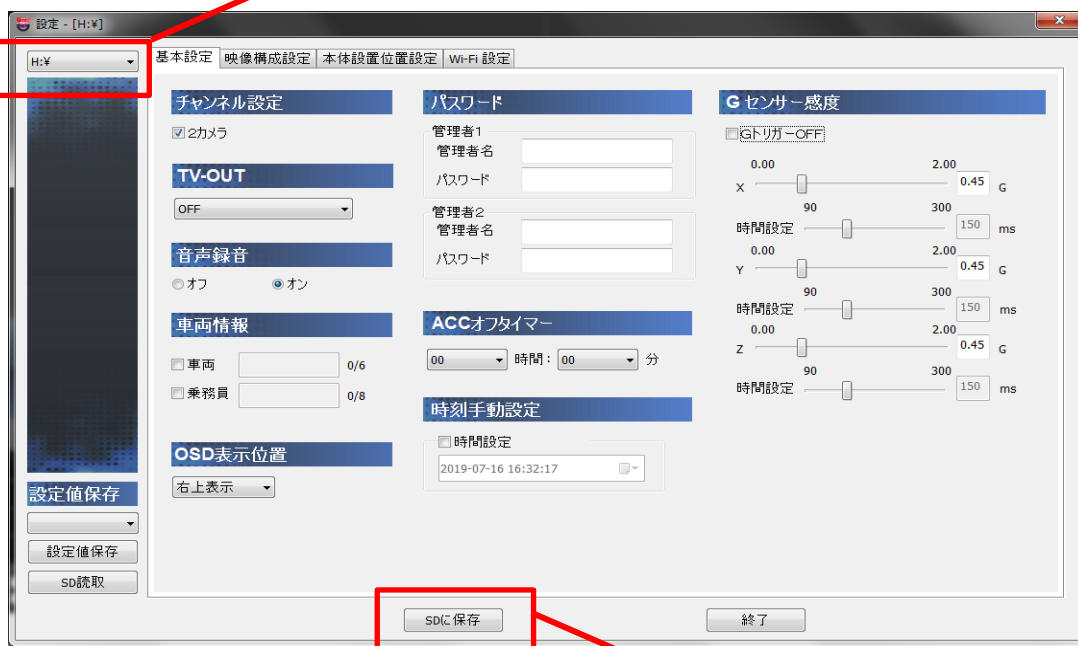 設定 - [H:¥]
H:¥
基本設定 映像構成設定 本体設置位置設定 Wi-Fi 設定
チャンネル設定
2カメラ
TV-OUT
OFF
音声録音
オフ オン
車両情報
車両 0/6
乗務員 0/8
OSD表示位置
右上表示
パスワード
管理者1
管理者名
パスワード
管理者2
管理者名
パスワード
ACCオフタイマー
00 時間: 00 分
時刻手動設定
時間設定
2019-07-16 16:32:17
Gセンサー感度
GトリガーOFF
0.00 2.00
X 0.45 G
90 300
時間設定 150 ms
0.00 2.00
Y 0.45 G
90 300
時間設定 150 ms
0.00 2.00
Z 0.45 G
90 300
時間設定 150 ms
設定値保存
設定値保存
SD読取
SDに保存 終了